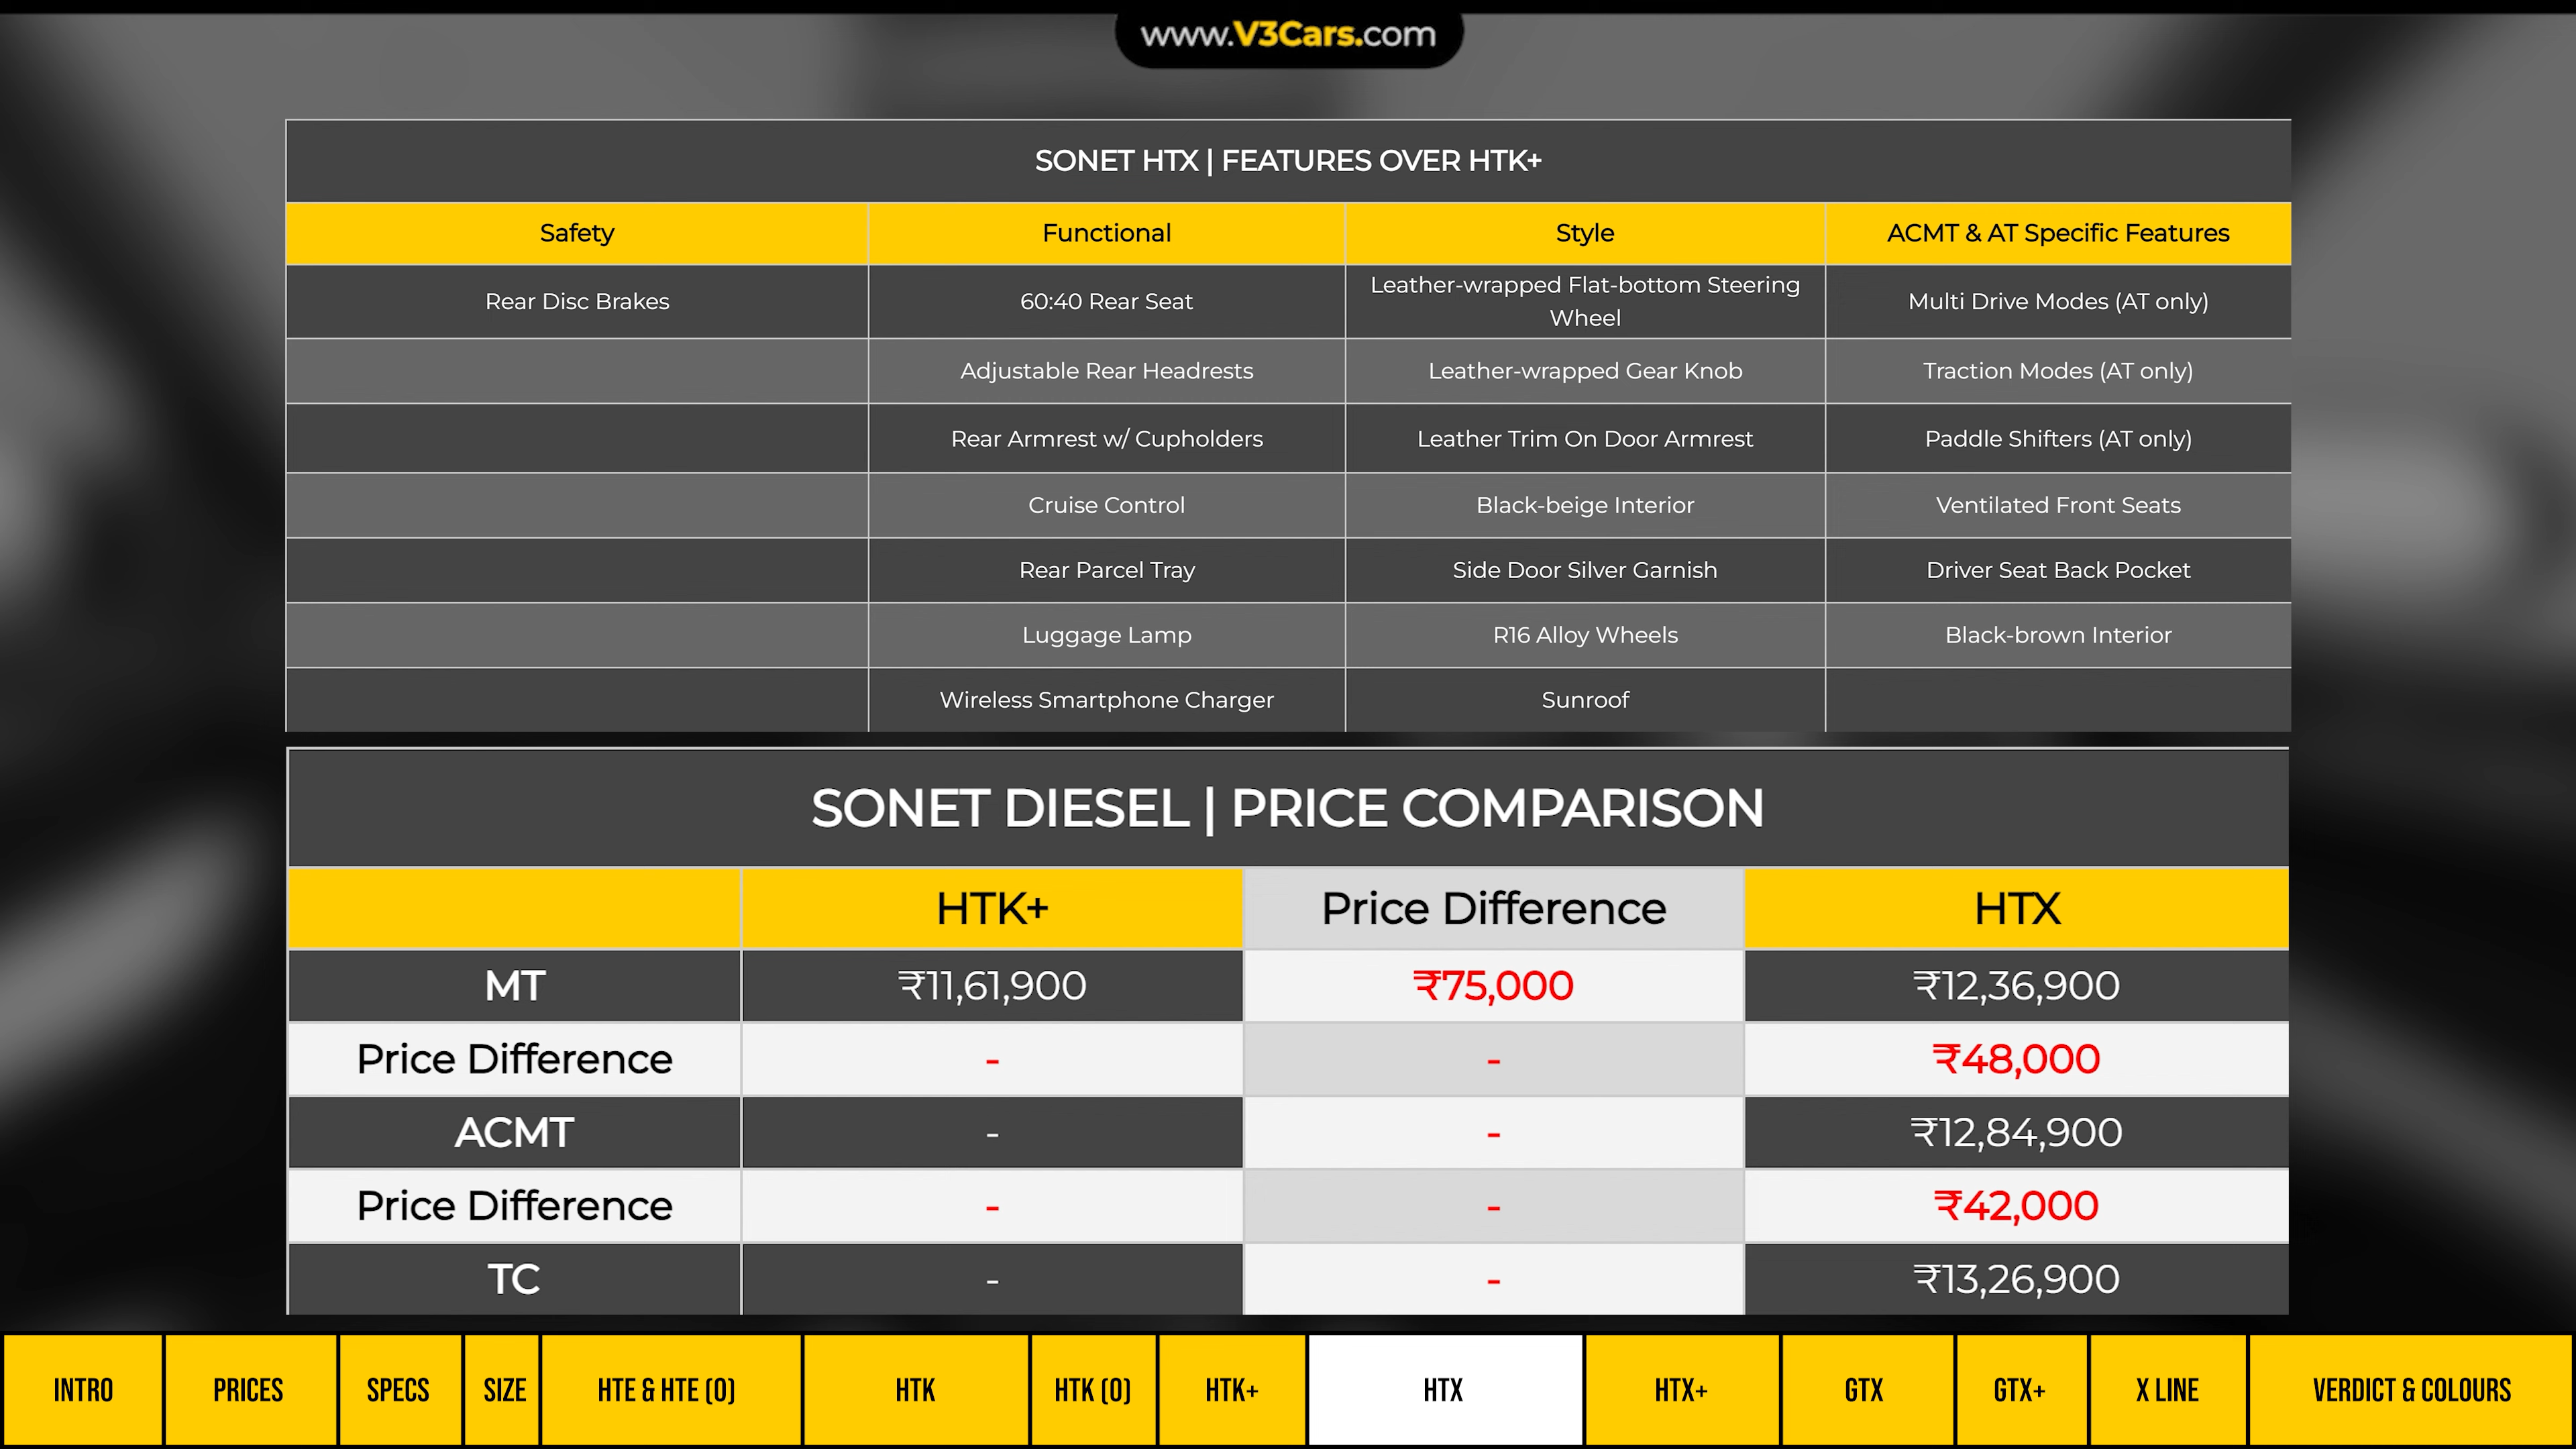 www.V3Cars.com
SONET HTX | FEATURES OVER HTK+
Safety Functional Style ACMT & AT Specific Features
Rear Disc Brakes 60:40 Rear Seat Leather-wrapped Flat-bottom Steering Wheel Multi Drive Modes (AT only)
Adjustable Rear Headrests Leather-wrapped Gear Knob Traction Modes (AT only)
Rear Armrest w/ Cupholders Leather Trim On Door Armrest Paddle Shifters (AT only)
Cruise Control Black-beige Interior Ventilated Front Seats
Rear Parcel Tray Side Door Silver Garnish Driver Seat Back Pocket
Luggage Lamp R16 Alloy Wheels Black-brown Interior
Wireless Smartphone Charger Sunroof
SONET DIESEL | PRICE COMPARISON
HTK+ Price Difference HTX
MT ₹11,61,900 ₹75,000 ₹12,36,900
Price Difference - - ₹48,000
ACMT - - ₹12,84,900
Price Difference - - ₹42,000
TC - - ₹13,26,900
INTRO PRICES SPECS SIZE HTE & HTE (O) HTK HTK (O) HTK+ HTX HTX+ GTX GTX+ X LINE VERDICT & COLOURS